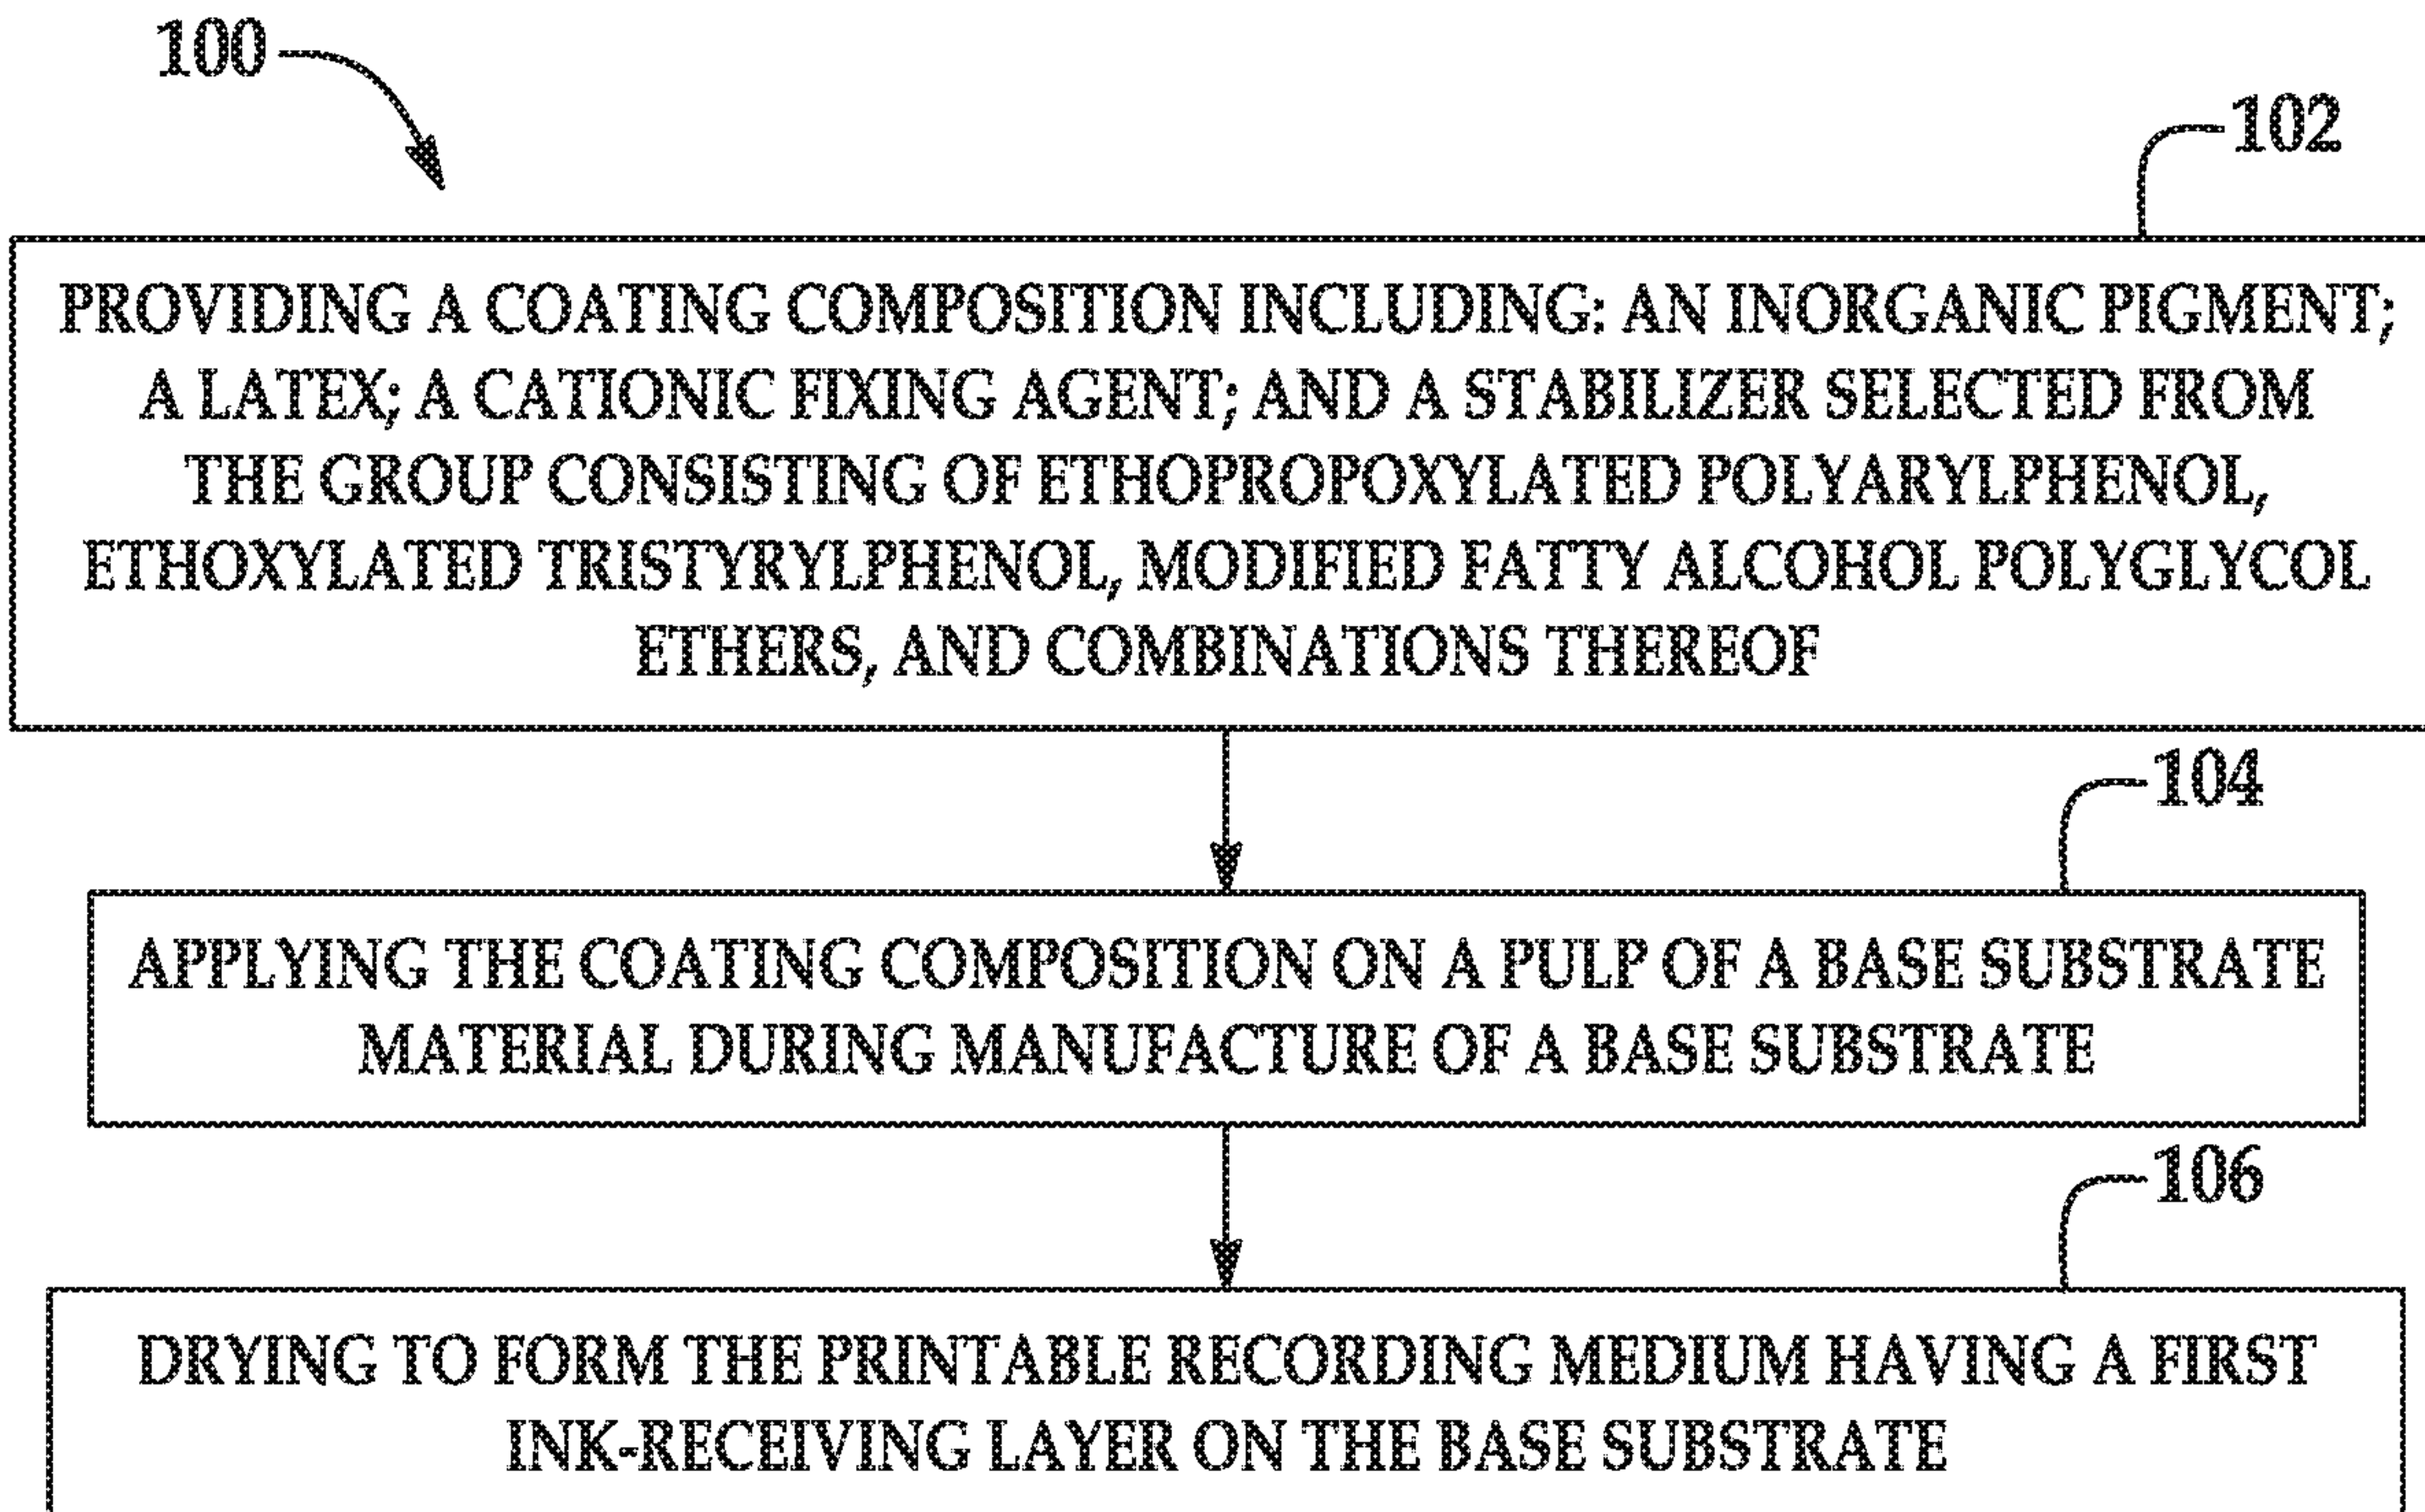 100
102
PROVIDING A COATING COMPOSITION INCLUDING: AN INORGANIC PIGMENT;
A LATEX; A CATIONIC FIXING AGENT; AND A STABILIZER SELECTED FROM
THE GROUP CONSISTING OF ETHOPROPOXYLATED POLYARYLPHENOL,
ETHOXYLATED TRISTYRYLPHENOL, MODIFIED FATTY ALCOHOL POLYGLYCOL
ETHERS, AND COMBINATIONS THEREOF
104
APPLYING THE COATING COMPOSITION ON A PULP OF A BASE SUBSTRATE
MATERIAL DURING MANUFACTURE OF A BASE SUBSTRATE
106
DRYING TO FORM THE PRINTABLE RECORDING MEDIUM HAVING A FIRST
INK-RECEIVING LAYER ON THE BASE SUBSTRATE